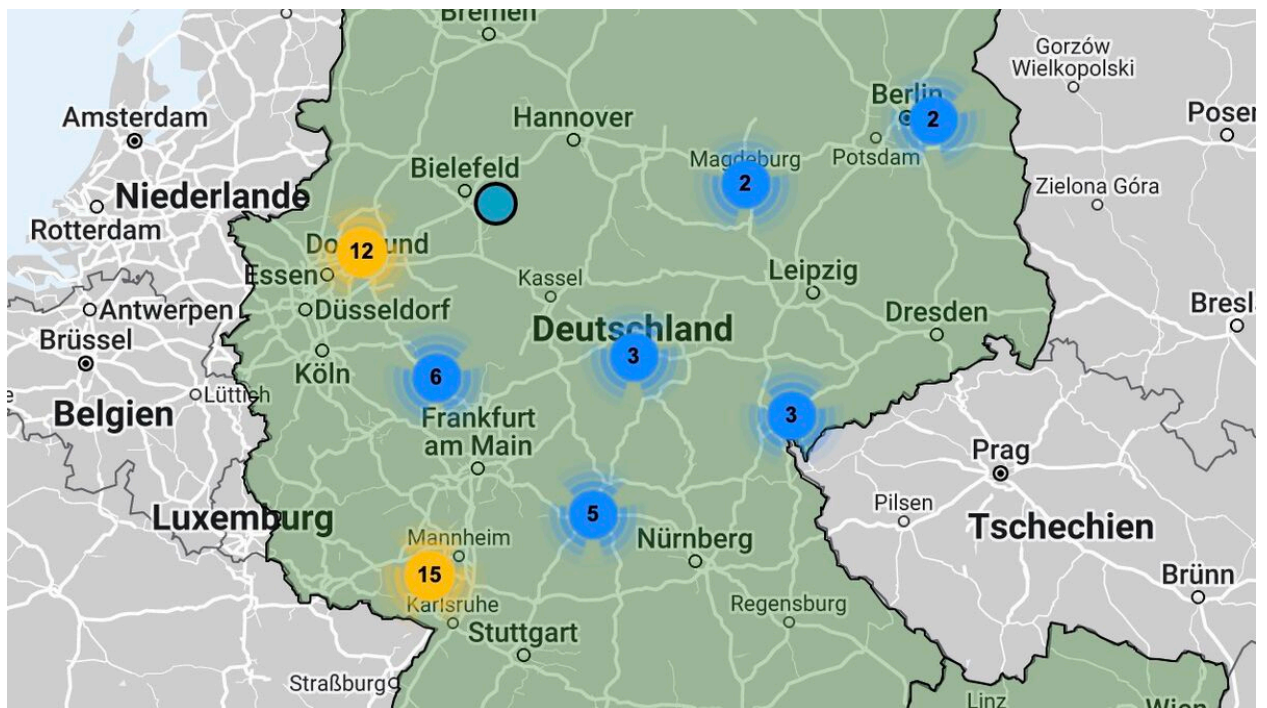 Bremen
Gorzów
Wielkopolski
Berlin
2
Amsterdam
Hannover
Posen
Magdeburg
Potsdam
Bielefeld
2
Niederlande
Zielona Góra
Rotterdam
Dortmund
12
Essen
Kassel
Leipzig
Antwerpen
Düsseldorf
Dresden
Bresl
Brüssel
Deutschland
3
Köln
6
Lüttich
Belgien
3
Frankfurt
am Main
Prag
Pilsen
Luxemburg
5
Tschechien
Mannheim
Nürnberg
15
Brünn
Karlsruhe
Regensburg
Stuttgart
Straßburg
Linz
Wien